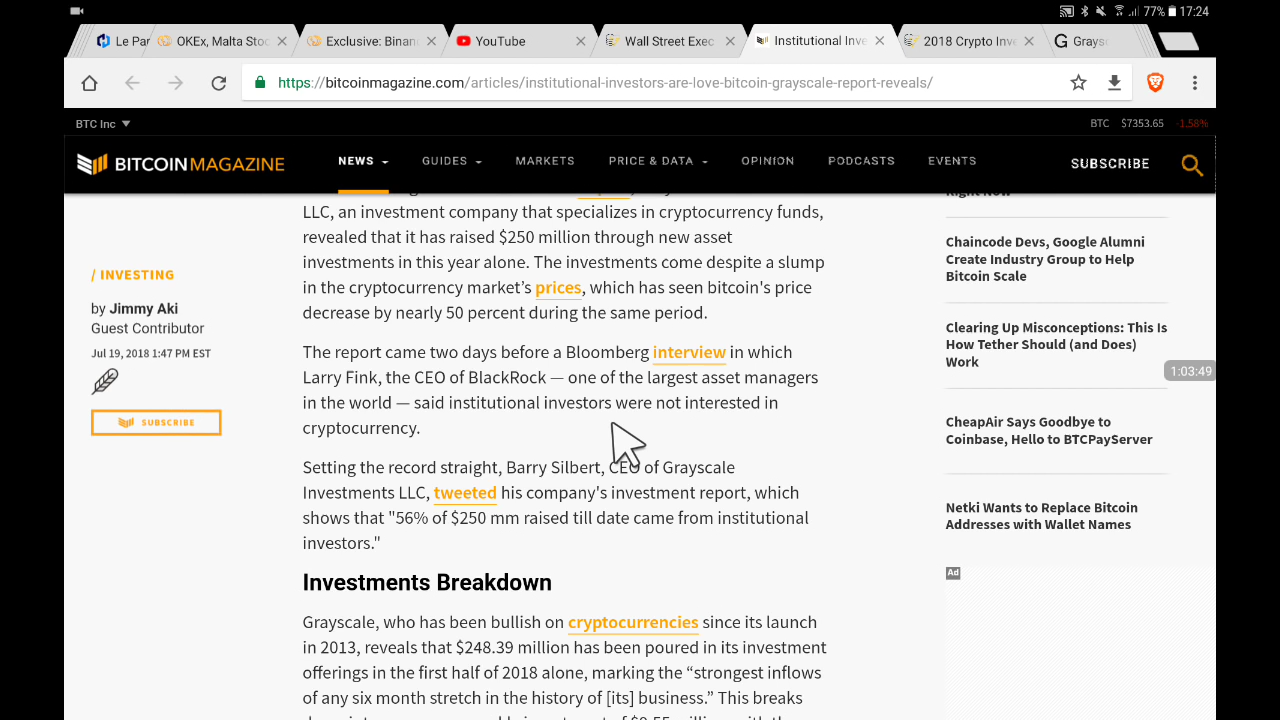 77% 17:24
Le Par
OKEx, Malta Stoc
Exclusive: Binan
YouTube
Wall Street Exec
Institutional Inve
2018 Crypto Inve
Graysc
https://bitcoinmagazine.com/articles/institutional-investors-are-love-bitcoin-grayscale-report-reveals/
BTC Inc
BTC $7353.65 -1.58%
BITCOINMAGAZINE
NEWS
GUIDES
MARKETS
PRICE & DATA
OPINION
PODCASTS
EVENTS
SUBSCRIBE
LLC, an investment company that specializes in cryptocurrency funds,
revealed that it has raised $250 million through new asset
investments in this year alone. The investments come despite a slump
in the cryptocurrency market’s prices, which has seen bitcoin's price
decrease by nearly 50 percent during the same period.
The report came two days before a Bloomberg interview in which
Larry Fink, the CEO of BlackRock — one of the largest asset managers
in the world — said institutional investors were not interested in
cryptocurrency.
Setting the record straight, Barry Silbert, CEO of Grayscale
Investments LLC, tweeted his company's investment report, which
shows that "56% of $250 mm raised till date came from institutional
investors."
Investments Breakdown
Grayscale, who has been bullish on cryptocurrencies since its launch
in 2013, reveals that $248.39 million has been poured in its investment
offerings in the first half of 2018 alone, marking the “strongest inflows
of any six month stretch in the history of [its] business.” This breaks
/ INVESTING
by Jimmy Aki
Guest Contributor
Jul 19, 2018 1:47 PM EST
SUBSCRIBE
Right Now
Chaincode Devs, Google Alumni
Create Industry Group to Help
Bitcoin Scale
Clearing Up Misconceptions: This Is
How Tether Should (and Does)
Work
1:03:49
CheapAir Says Goodbye to
Coinbase, Hello to BTCPayServer
Netki Wants to Replace Bitcoin
Addresses with Wallet Names
Ad